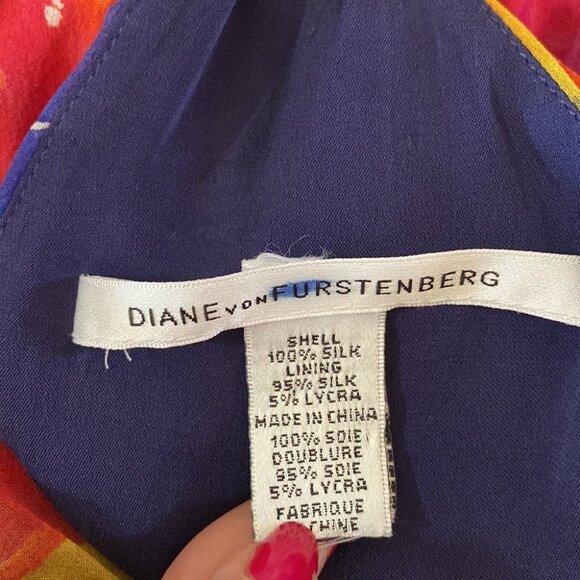 DIANE VON FURSTENBERG
SHELL
100% SILK
LINING
95% SILK
5% LYCRA
MADE IN CHINA
100% SOIE
DOUBLURE
95% SOIE
5% LYCRA
FABRIQUE
CHINE